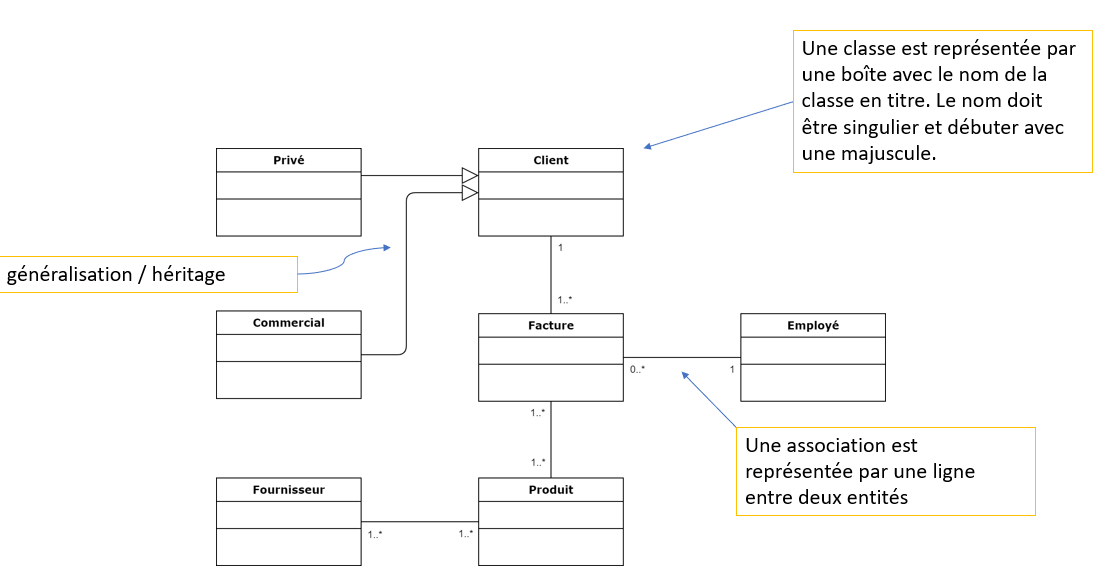 Une classe est représentée par
une boîte avec le nom de la
classe en titre. Le nom doit
être singulier et débuter avec
une majuscule.
Privé
Client
généralisation / héritage
1
1..*
Commercial
Facture
Employé
0..*
1
1..*
1..*
Une association est
représentée par une ligne
entre deux entités
Fournisseur
Produit
1..*
1..*